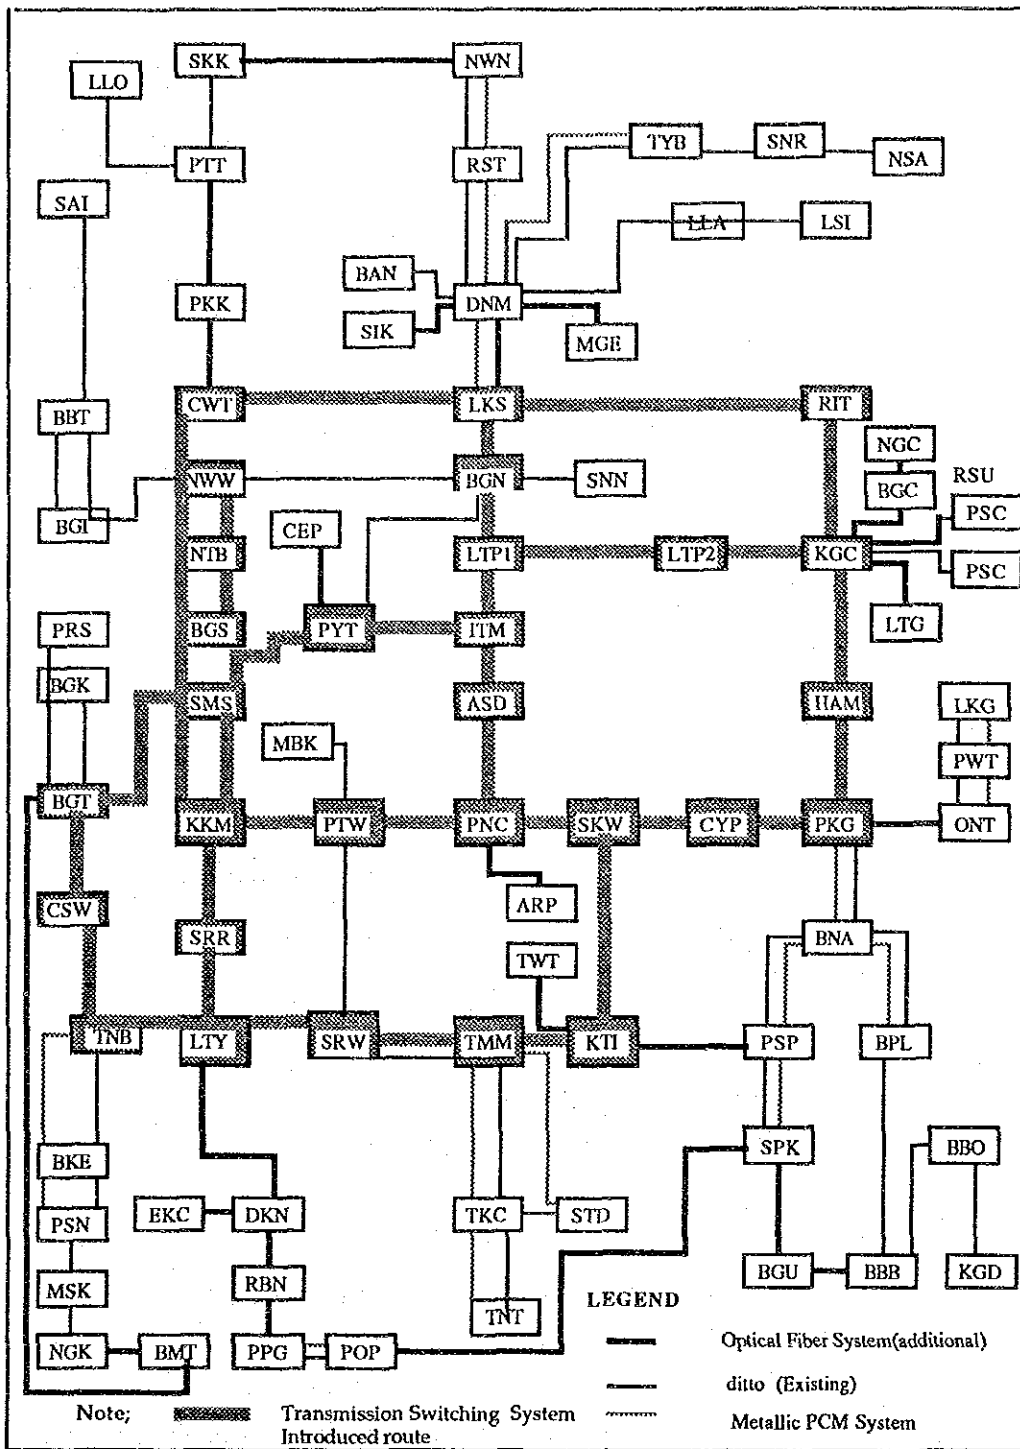 SKK
NWN
LLO
TYB
SNR
NSA
PTT
RST
SAI
LLA
LSI
BAN
DNM
PKK
SIK
MGE
CWT
LKS
RIT
BBT
NGC
NWW
BGN
SNN
BGC
RSU
PSC
BGI
CEP
NTB
LTP1
LTP2
KGC
PSC
PRS
BGS
PYT
ITM
LTG
BGK
SMS
ASD
HAM
LKG
MBK
PWT
BGT
KKM
PTW
PNC
SKW
CYP
PKG
ONT
CSW
ARP
SRR
BNA
TWT
TNB
LTY
SRW
TMM
KTI
PSP
BPL
BKE
SPK
BBO
PSN
EKC
DKN
TKC
STD
MSK
RBN
BGU
BBB
KGD
TNT
LEGEND
NGK
BMT
PPG
POP
Optical Fiber System(additional)
ditto (Existing)
Note;
Transmission Switching System
Introduced route
Metallic PCM System